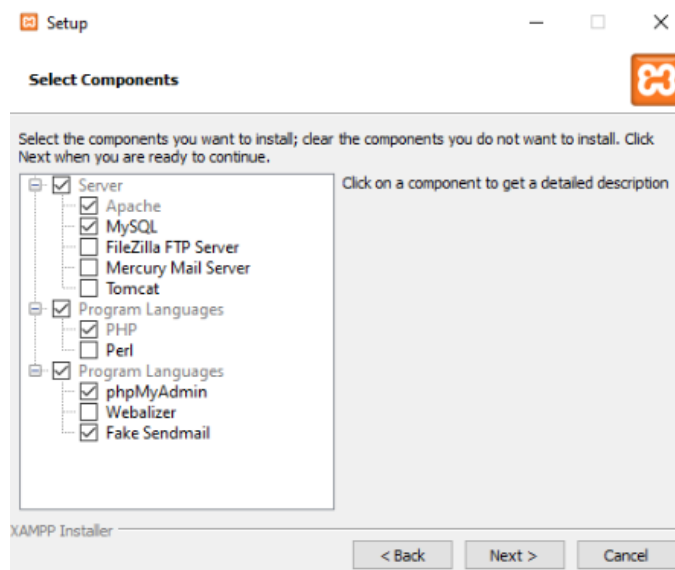 Setup
Select Components
Select the components you want to install; clear the components you do not want to install. Click
Next when you are ready to continue.
Server
Apache
MySQL
FileZilla FTP Server
Mercury Mail Server
Tomcat
Program Languages
PHP
Perl
Program Languages
phpMyAdmin
Webalizer
Fake Sendmail
Click on a component to get a detailed description
XAMPP Installer
< Back
Next >
Cancel